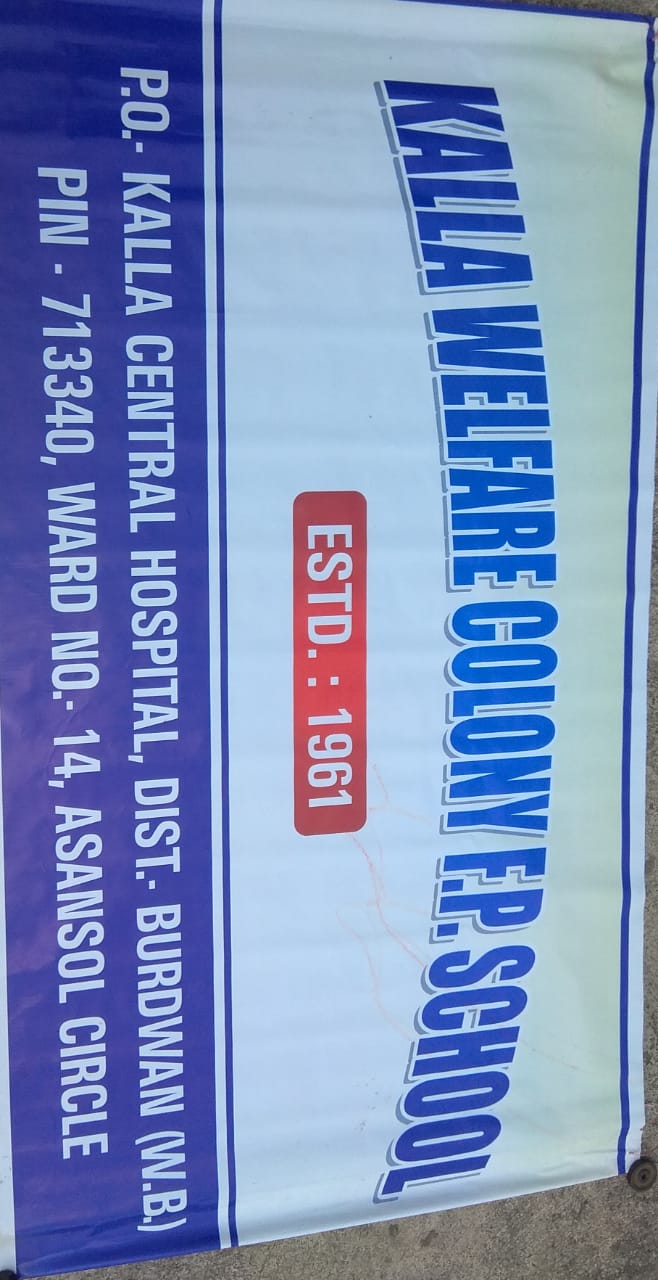 KALLA WELFARE COLONY F.P. SCHOOL
ESTD. : 1961
P.O.- KALLA CENTRAL HOSPITAL, DIST.- BURDWAN (W.B.)
PIN - 713340, WARD NO.- 14, ASANSOL CIRCLE